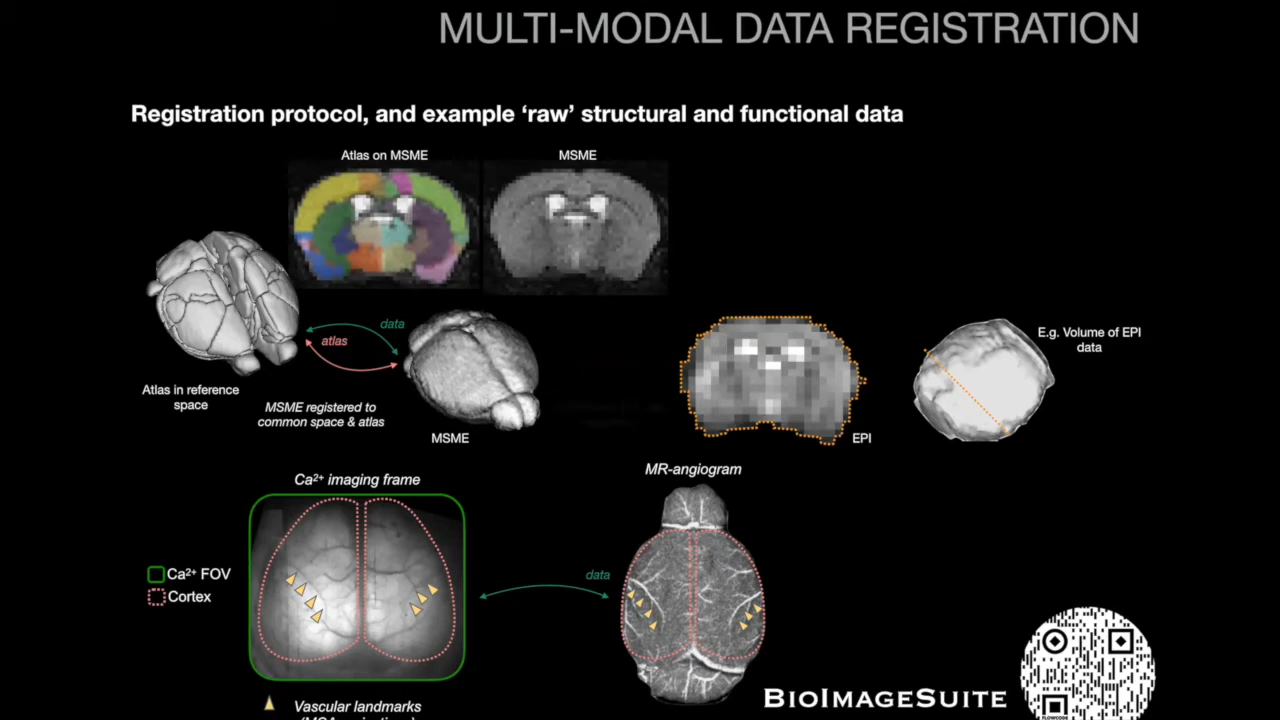 MULTI-MODAL DATA REGISTRATION
Registration protocol, and example ‘raw’ structural and functional data
Atlas on MSME
MSME
data
atlas
E.g. Volume of EPI
data
Atlas in reference
space
MSME registered to
common space & atlas
MSME
EPI
MR-angiogram
Ca²⁺ imaging frame
Ca²⁺ FOV
Cortex
data
BIOIMAGESUITE
Vascular landmarks
FLOWCODE